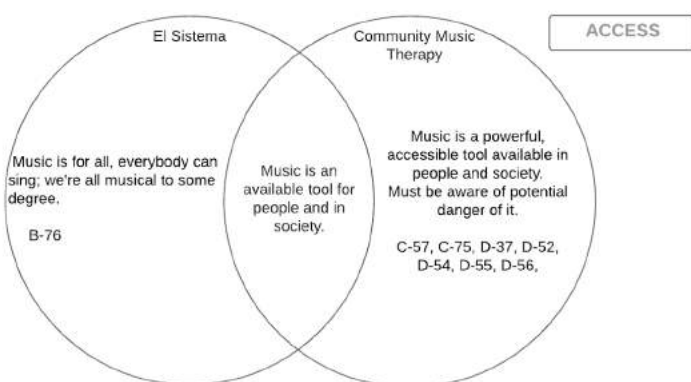 El Sistema
Community Music
Therapy
ACCESS
Music is for all, everybody can
sing; we're all musical to some
degree.
B-76
Music is an
available tool for
people and in
society.
Music is a powerful,
accessible tool available in
people and society.
Must be aware of potential
danger of it.
C-57, C-75, D-37, D-52,
D-54, D-55, D-56,